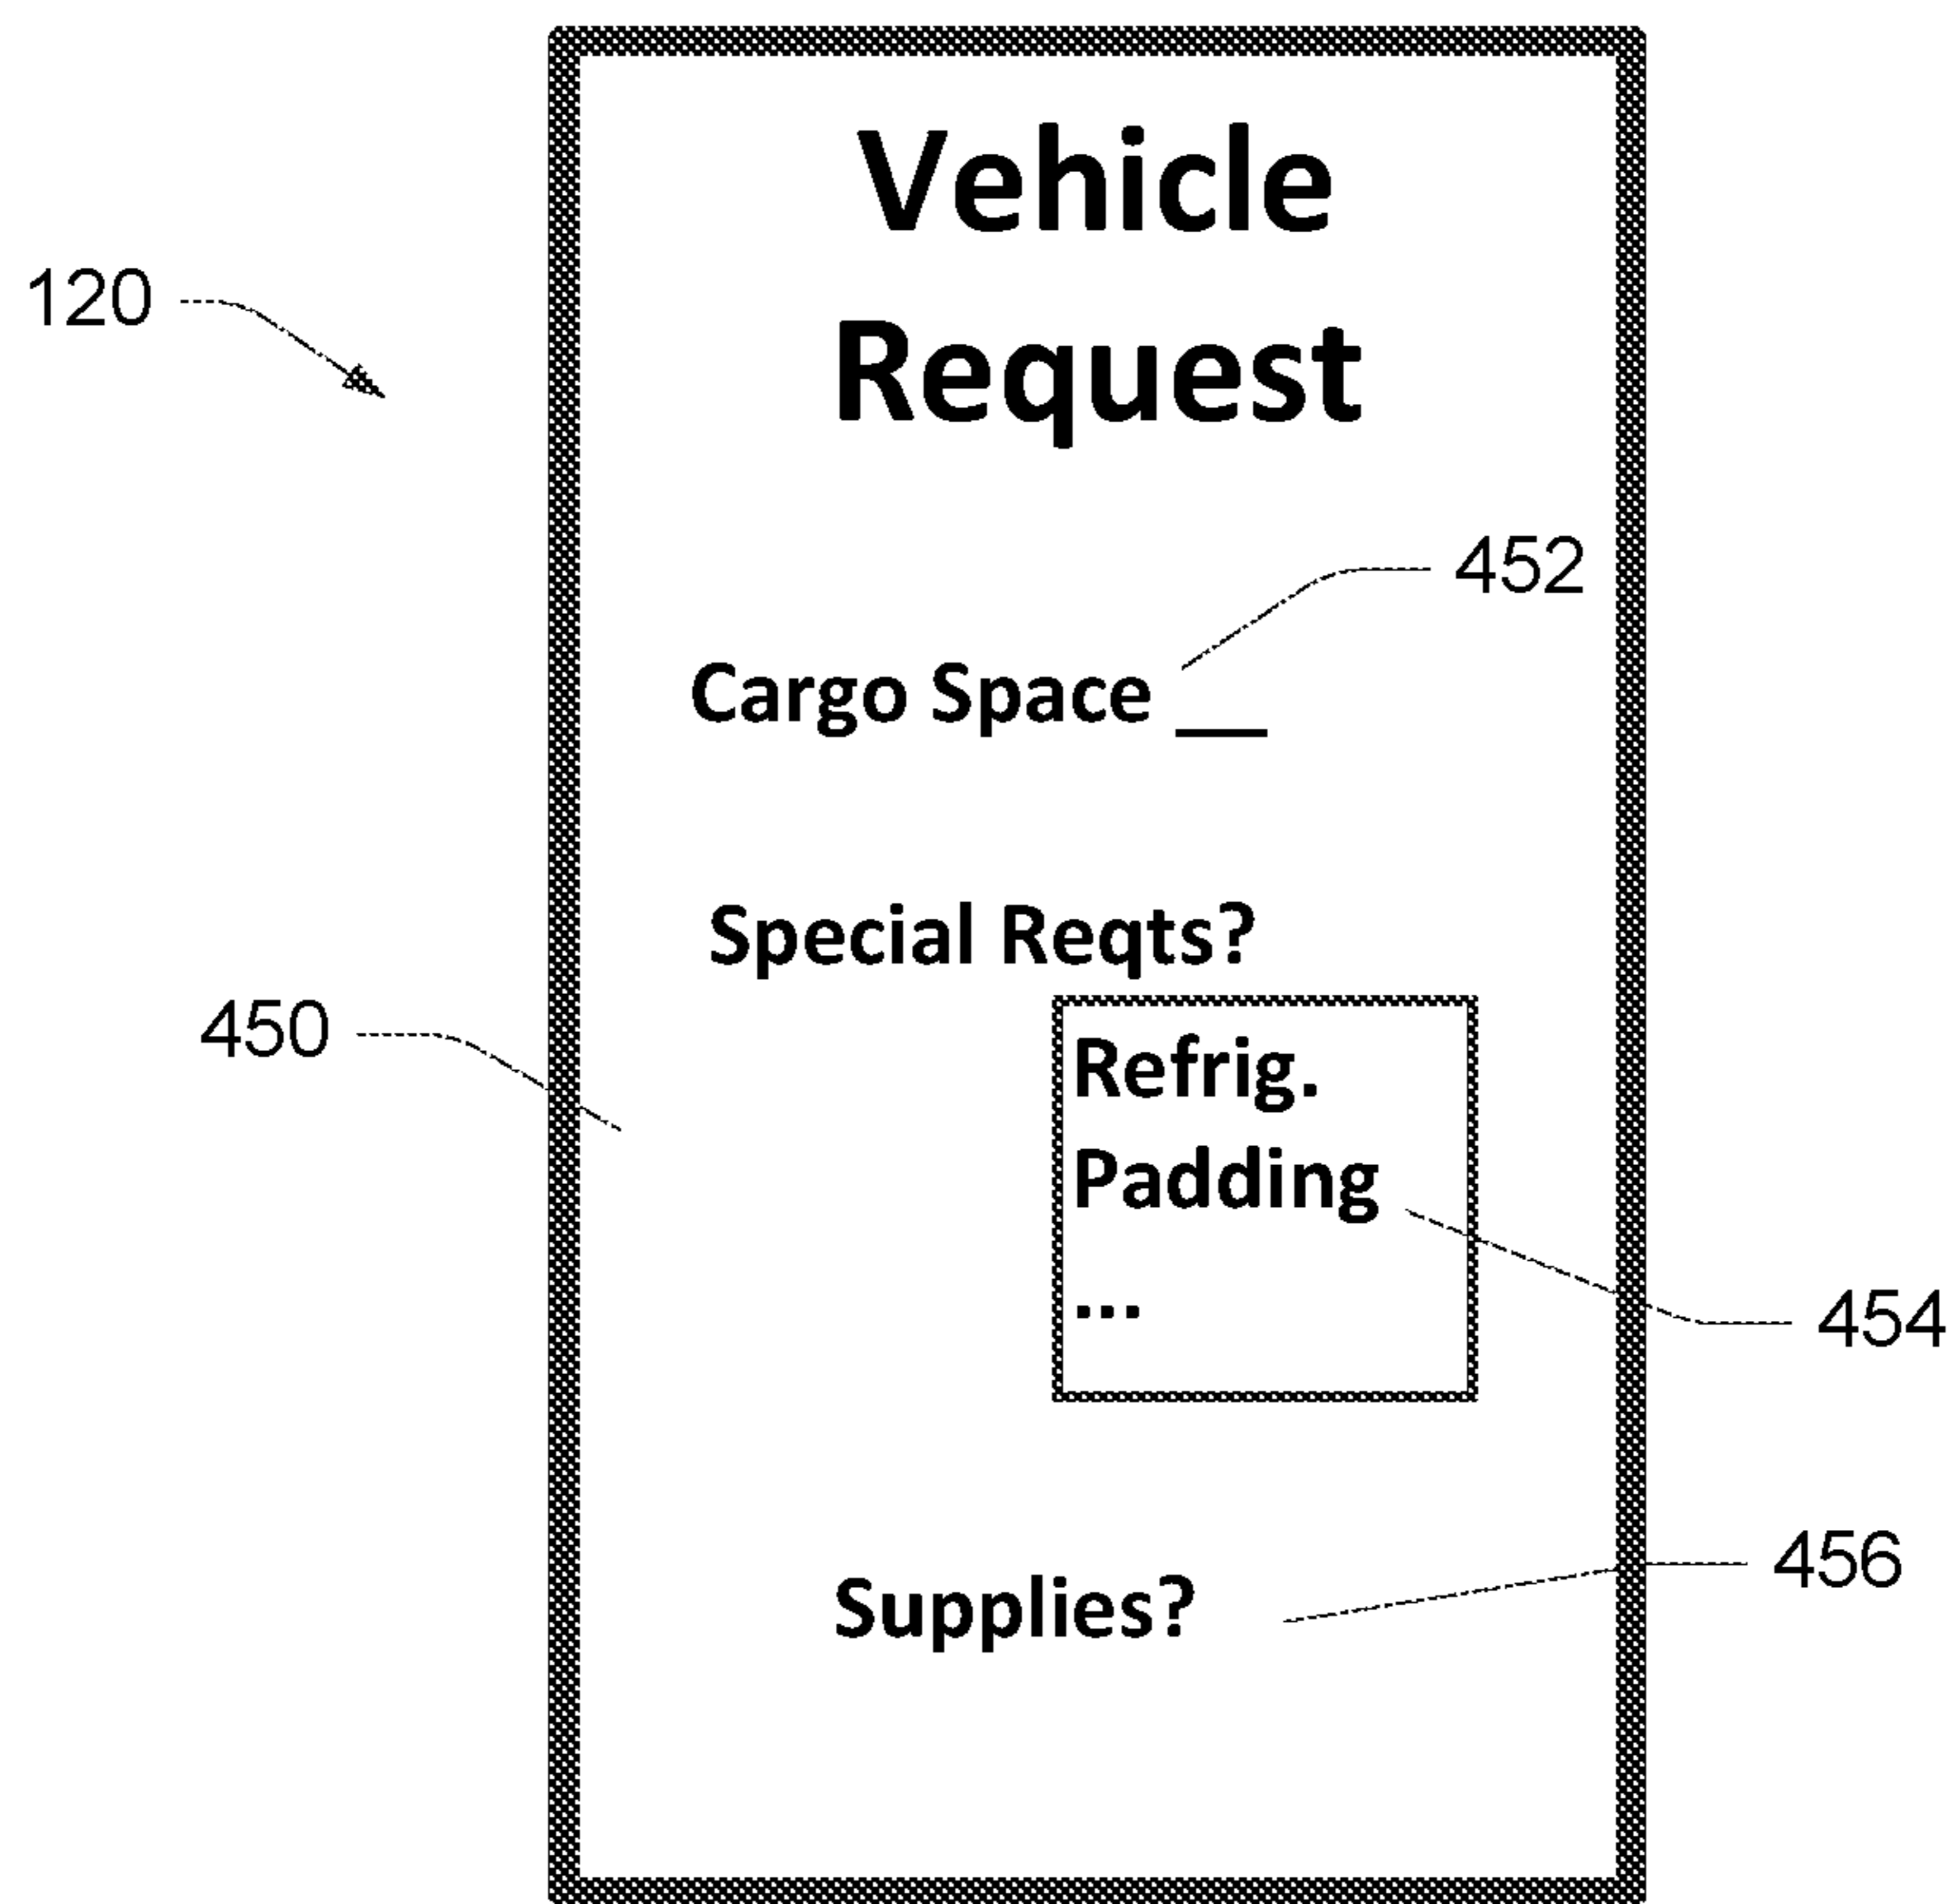 Vehicle
Request
120
452
Cargo Space __
Special Reqts?
450
Refrig.
Padding
...
454
456
Supplies?